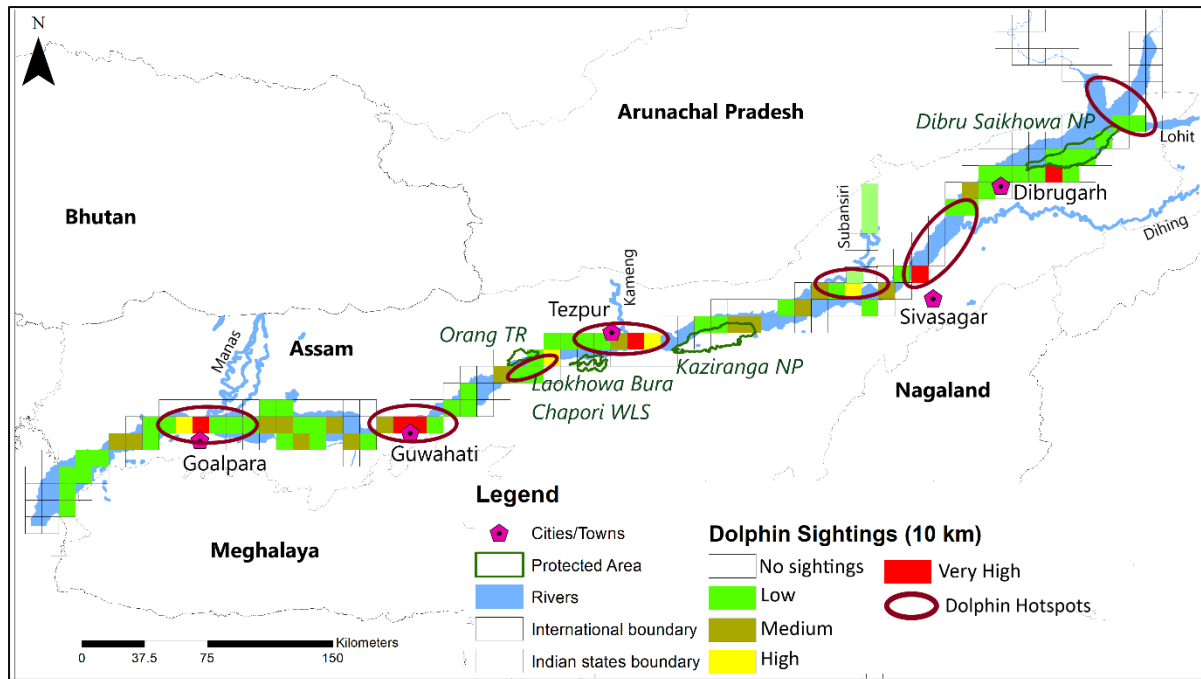 N
Arunachal Pradesh
Dibru Saikhowa NP
Lohit
Dibrugarh
Bhutan
Subansiri
Dihing
Kameng
Tezpur
Sivasagar
Orang TR
Manas
Assam
Kaziranga NP
Laokhowa Bura
Chapori WLS
Nagaland
Goalpara
Guwahati
Meghalaya
Legend
Cities/Towns
Protected Area
Rivers
International boundary
Indian states boundary
Dolphin Sightings (10 km)
No sightings
Low
Medium
High
Very High
Dolphin Hotspots
Kilometers
0 37.5 75 150